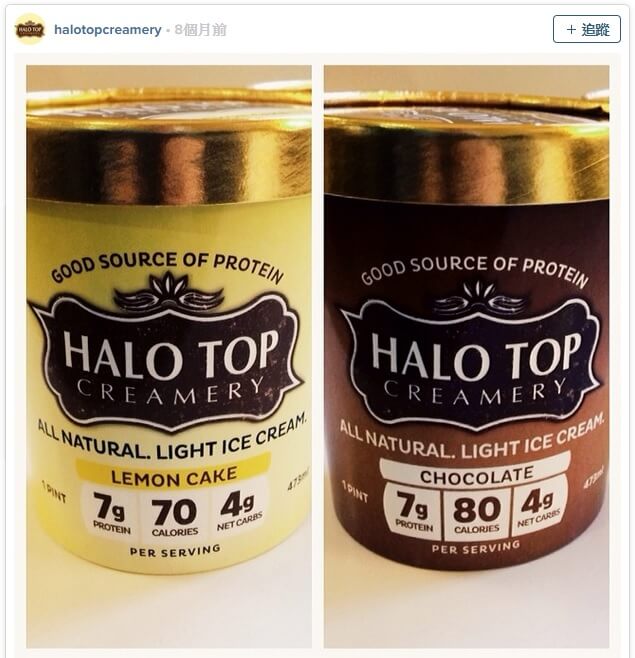 HALO TOP
halotopcreamery • 8個月前
+ 追蹤
GOOD SOURCE OF PROTEIN
HALO TOP
CREAMERY
ALL NATURAL. LIGHT ICE CREAM.
LEMON CAKE
1 PINT
473ml
7g 70 4g
PROTEIN CALORIES NET CARBS
PER SERVING
GOOD SOURCE OF PROTEIN
HALO TOP
CREAMERY
ALL NATURAL. LIGHT ICE CREAM.
CHOCOLATE
1 PINT
473ml
7g 80 4g
PROTEIN CALORIES NET CARBS
PER SERVING